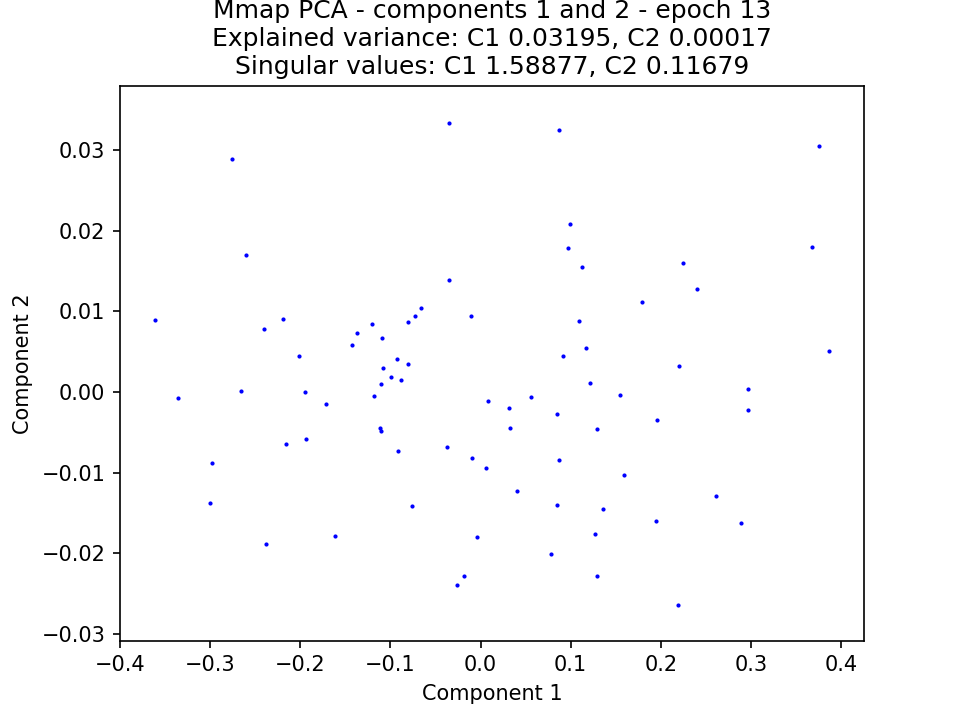 Mmap PCA - components 1 and 2 - epoch 13
Explained variance: C1 0.03195, C2 0.00017
Singular values: C1 1.58877, C2 0.11679
Component 2
0.03
0.02
0.01
0.00
−0.01
−0.02
−0.03
−0.4 −0.3 −0.2 −0.1 0.0 0.1 0.2 0.3 0.4
Component 1